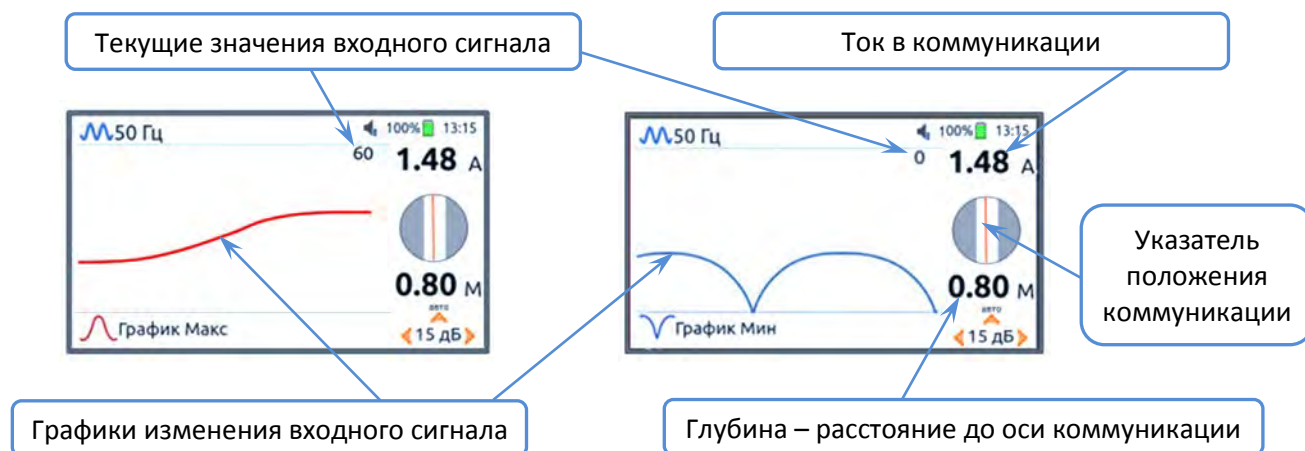 Текущие значения входного сигнала
Ток в коммуникации
50 Гц
100% 13:15
60
1.48 А
0.80 м
авто
График Макс
15 дБ
50 Гц
100% 13:15
0
1.48 А
0.80 м
авто
График Мин
15 дБ
Указатель
положения
коммуникации
Графики изменения входного сигнала
Глубина – расстояние до оси коммуникации